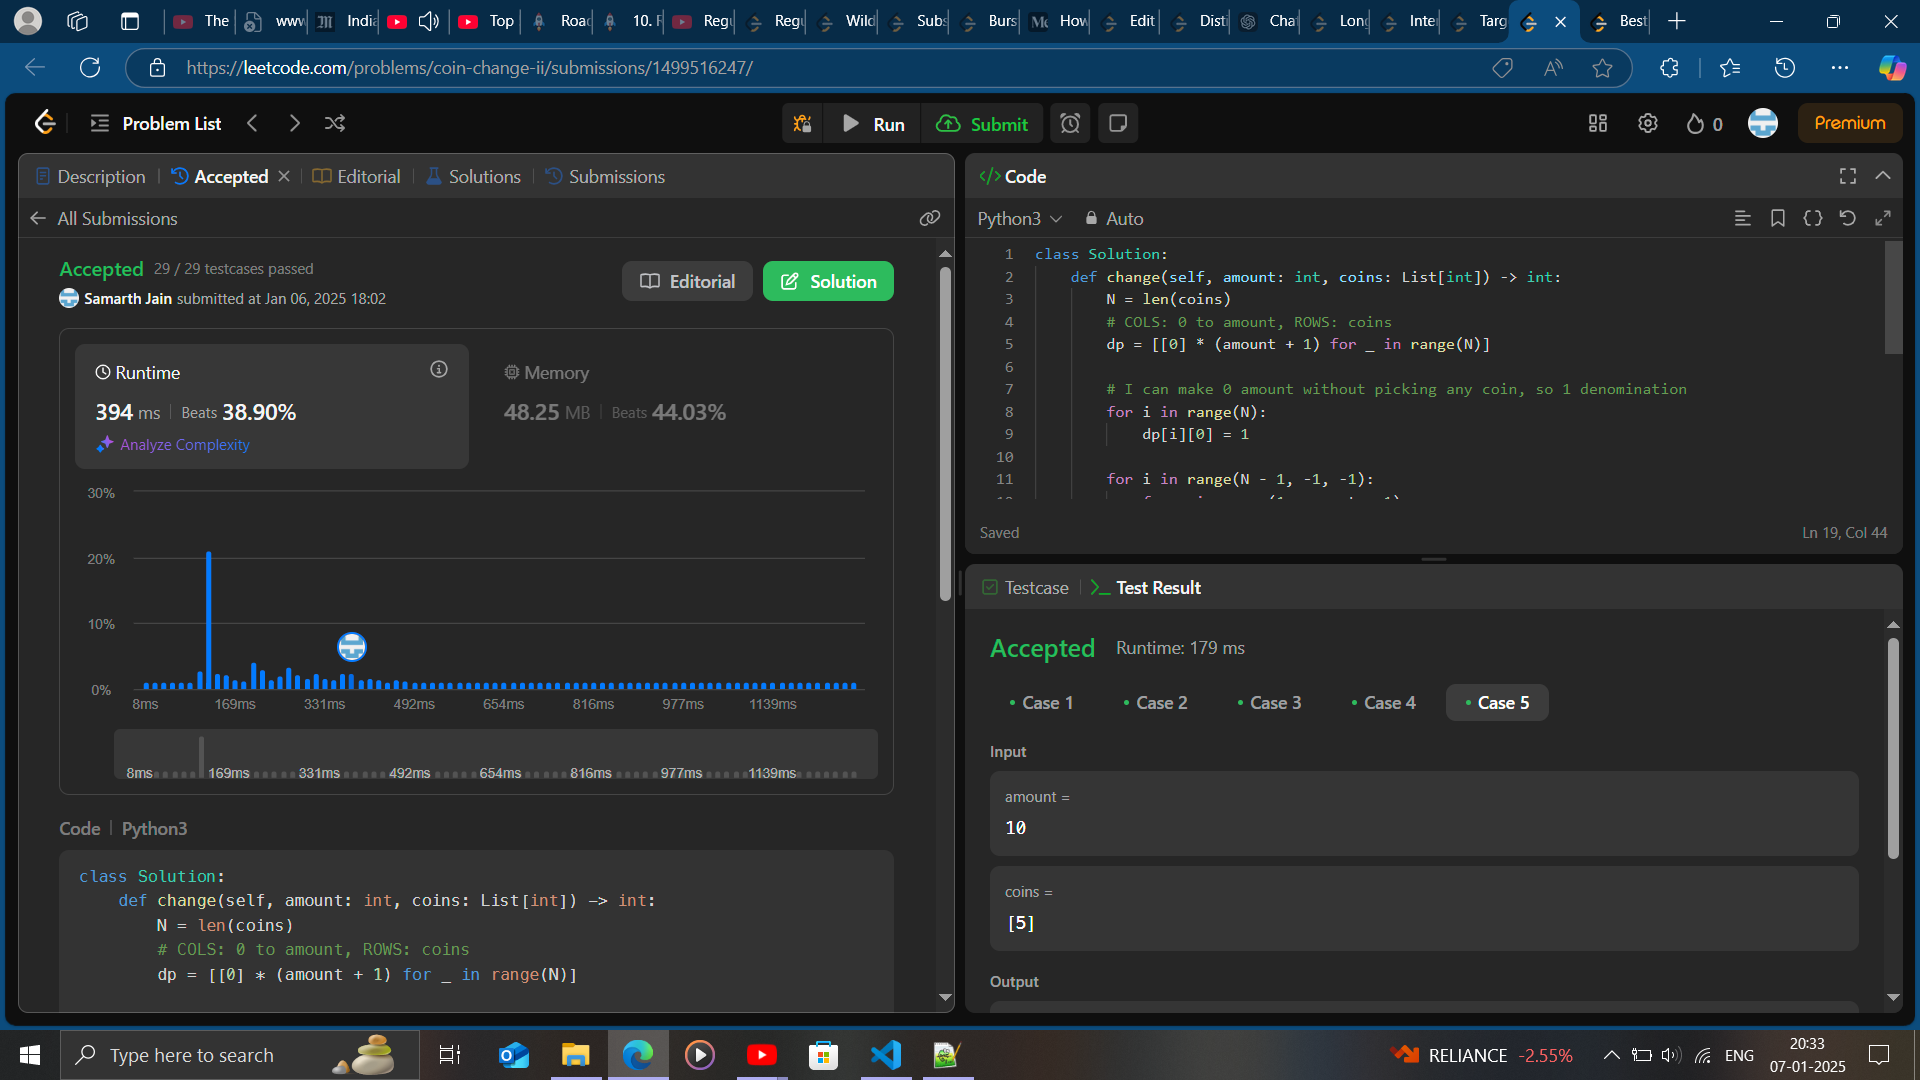 The
www
India
Top
Road
10. F
Regu
Regu
Wild
Subs
Burs
How
Edit
Disti
Chat
Long
Inter
Targ
Best
https://leetcode.com/problems/coin-change-ii/submissions/1499516247/
Problem List
Run
Submit
0
Premium
Description
Accepted
Editorial
Solutions
Submissions
All Submissions
Accepted 29 / 29 testcases passed
Samarth Jain submitted at Jan 06, 2025 18:02
Editorial
Solution
Runtime
394 ms | Beats 38.90%
Analyze Complexity
Memory
48.25 MB | Beats 44.03%
30%
20%
10%
0%
8ms 169ms 331ms 492ms 654ms 816ms 977ms 1139ms
8ms 169ms 331ms 492ms 654ms 816ms 977ms 1139ms
Code | Python3
class Solution:
def change(self, amount: int, coins: List[int]) -> int:
N = len(coins)
# COLS: 0 to amount, ROWS: coins
dp = [[0] * (amount + 1) for _ in range(N)]
</> Code
Python3
Auto
1 class Solution:
2 def change(self, amount: int, coins: List[int]) -> int:
3 N = len(coins)
4 # COLS: 0 to amount, ROWS: coins
5 dp = [[0] * (amount + 1) for _ in range(N)]
6
7 # I can make 0 amount without picking any coin, so 1 denomination
8 for i in range(N):
9 dp[i][0] = 1
10
11 for i in range(N - 1, -1, -1):
Saved
Ln 19, Col 44
Testcase
Test Result
Accepted Runtime: 179 ms
Case 1
Case 2
Case 3
Case 4
Case 5
Input
amount =
10
coins =
[5]
Output
Type here to search
RELIANCE -2.55%
ENG
20:33
07-01-2025